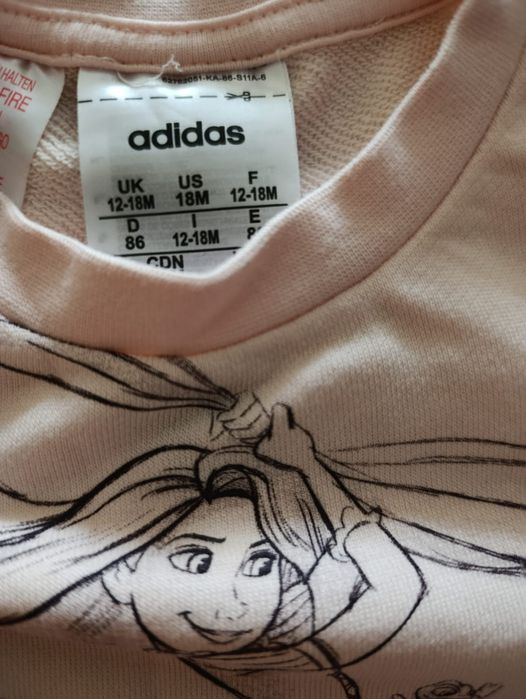 HALTEN
FIRE
adidas
UK US F
12-18M 18M 12-18M
D I E
86 12-18M
CDN